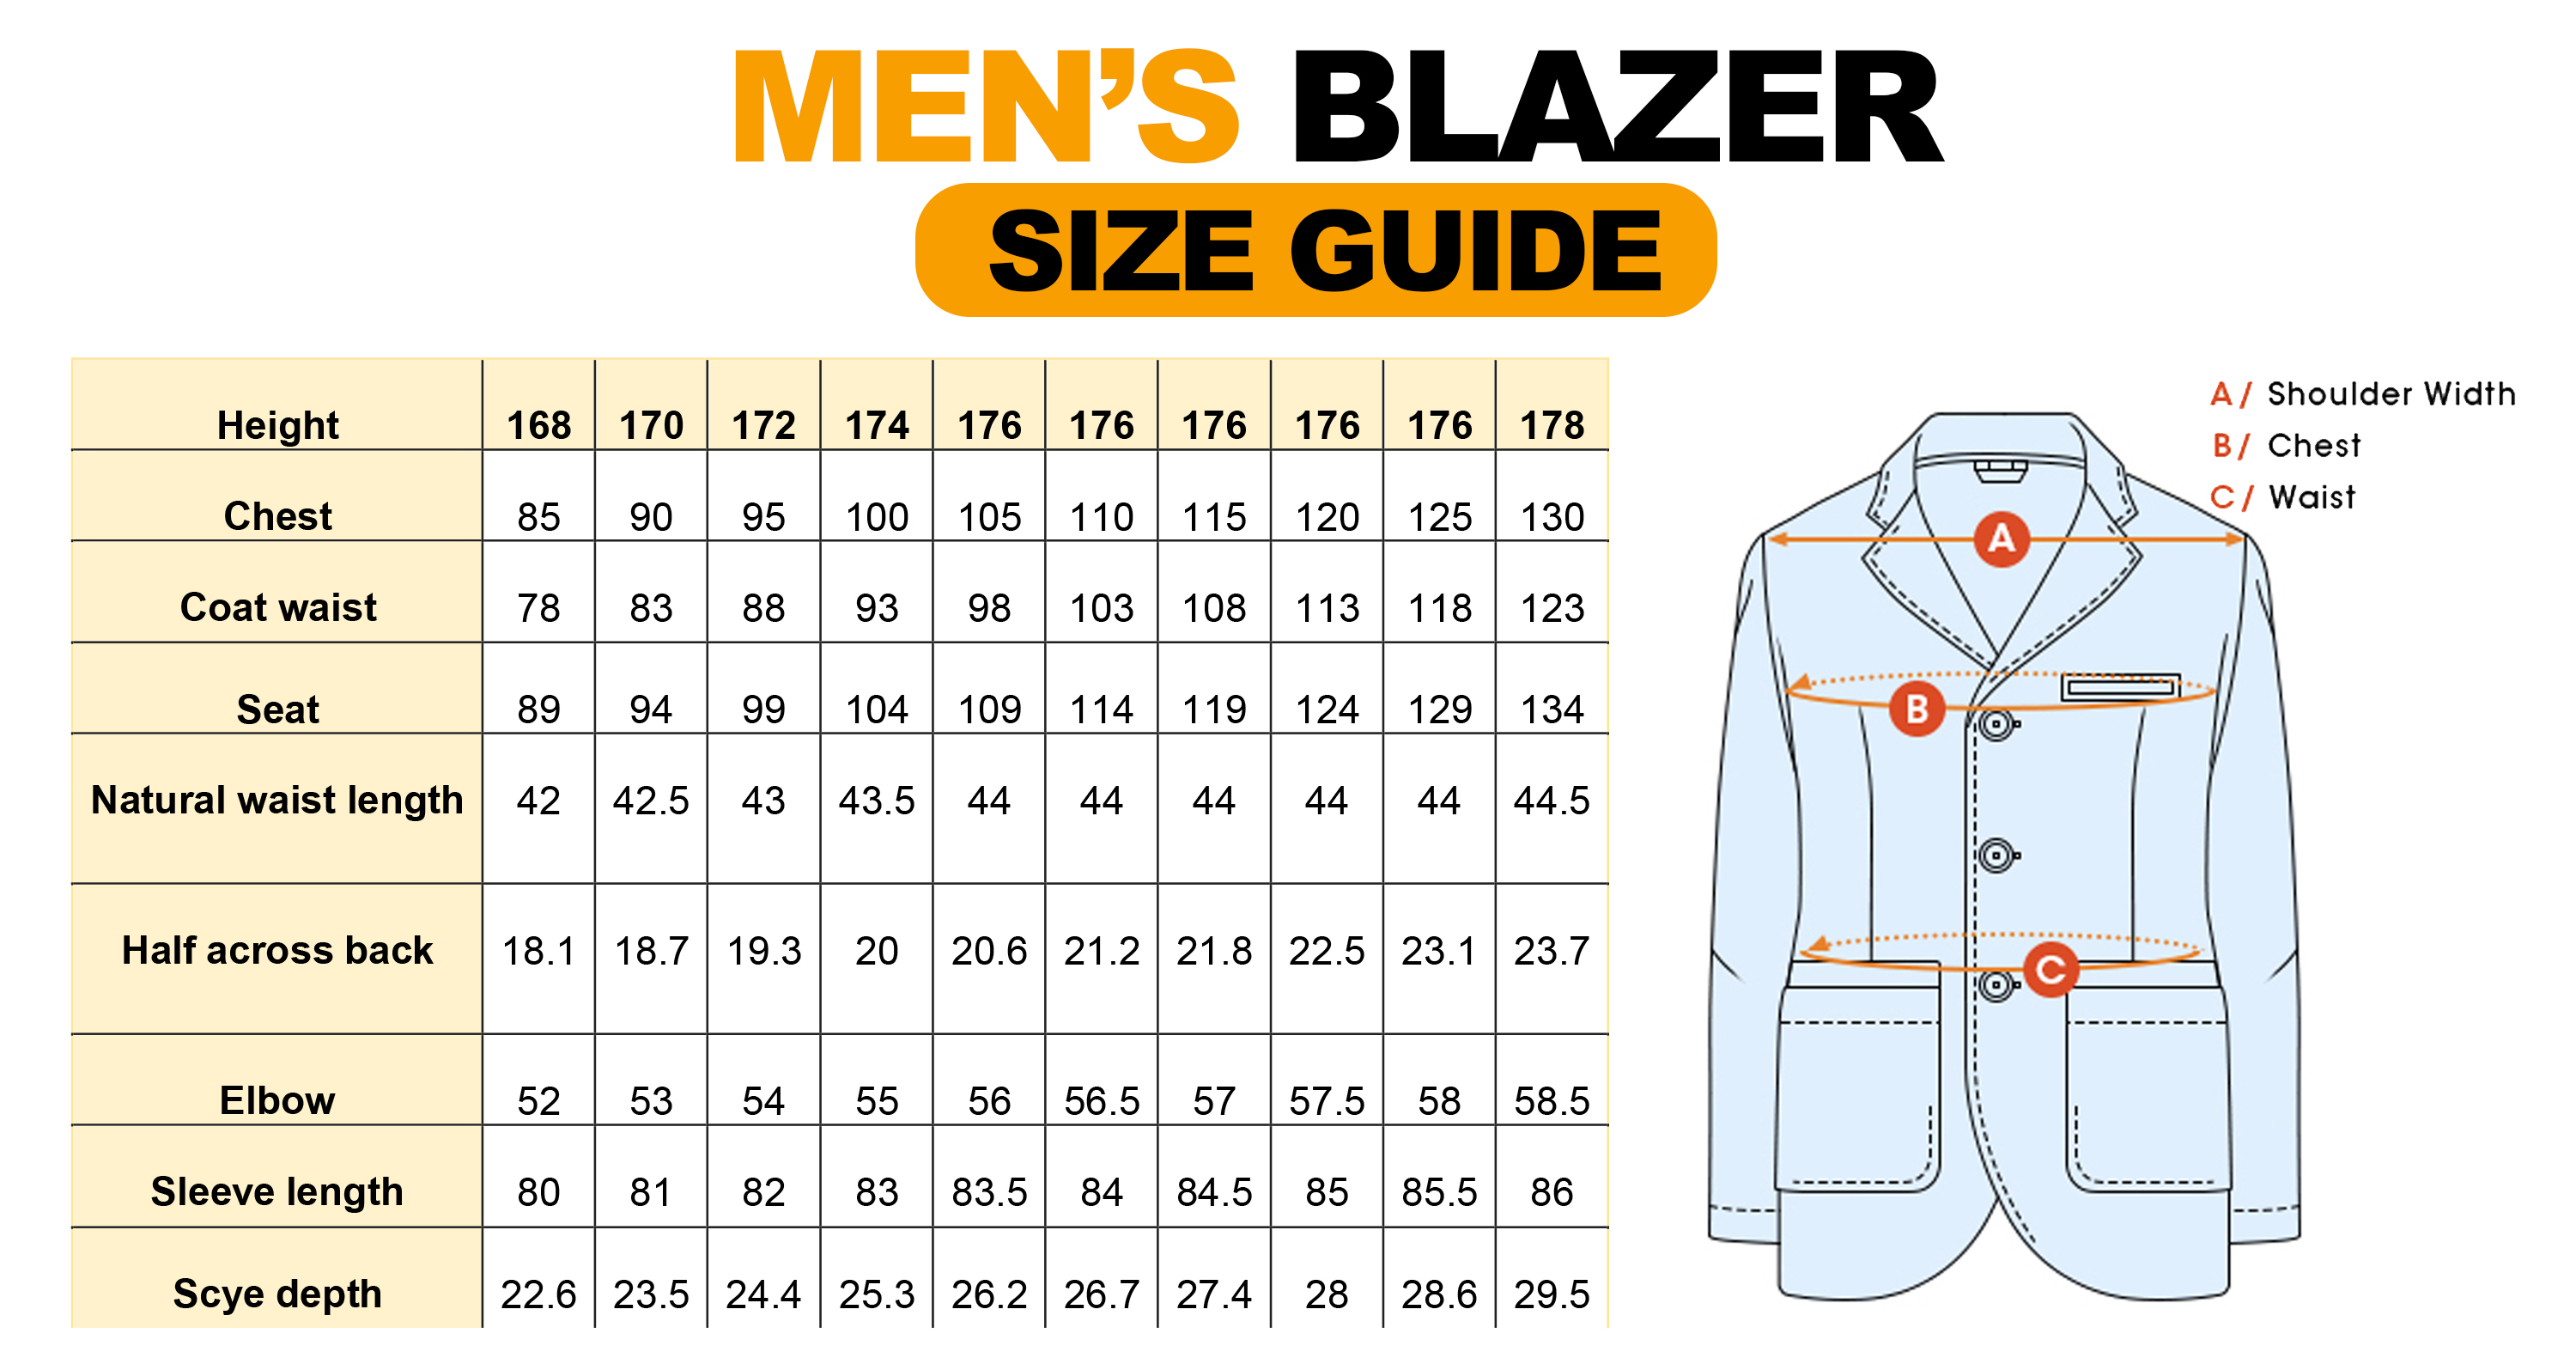 MEN’S BLAZER
SIZE GUIDE
Height 168 170 172 174 176 176 176 176 176 178
Chest 85 90 95 100 105 110 115 120 125 130
Coat waist 78 83 88 93 98 103 108 113 118 123
Seat 89 94 99 104 109 114 119 124 129 134
Natural waist length 42 42.5 43 43.5 44 44 44 44 44 44.5
Half across back 18.1 18.7 19.3 20 20.6 21.2 21.8 22.5 23.1 23.7
Elbow 52 53 54 55 56 56.5 57 57.5 58 58.5
Sleeve length 80 81 82 83 83.5 84 84.5 85 85.5 86
Scye depth 22.6 23.5 24.4 25.3 26.2 26.7 27.4 28 28.6 29.5
A / Shoulder Width
B / Chest
C / Waist
A
B
C